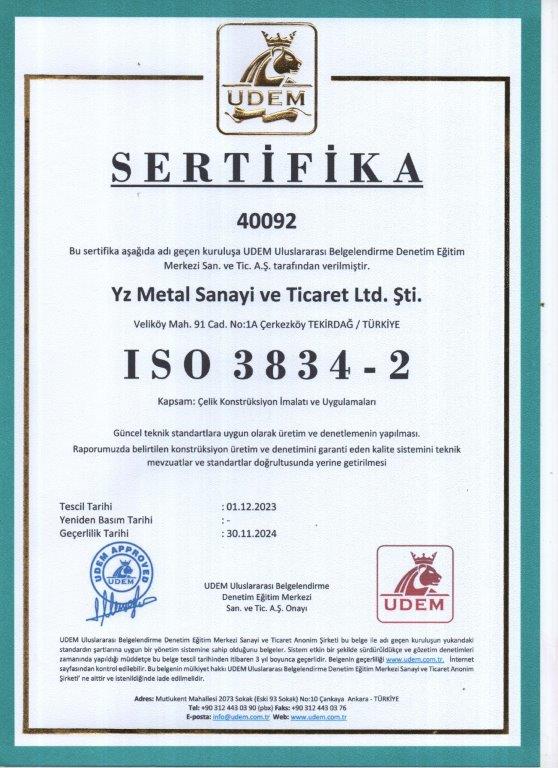 UDEM
SERTİFİKA
40092
Bu sertifika aşağıda adı geçen kuruluşa UDEM Uluslararası Belgelendirme Denetim Eğitim
Merkezi San. ve Tic. A.Ş. tarafından verilmiştir.
Yz Metal Sanayi ve Ticaret Ltd. Şti.
Veliköy Mah. 91 Cad. No:1A Çerkezköy TEKİRDAĞ / TÜRKİYE
ISO 3834 - 2
Kapsam: Çelik Konstrüksiyon İmalatı ve Uygulamaları
Güncel teknik standartlara uygun olarak üretim ve denetlemenin yapılması.
Raporumuzda belirtilen konstrüksiyon üretim ve denetimini garanti eden kalite sistemini teknik
mevzuatlar ve standartlar doğrultusunda yerine getirilmesi
Tescil Tarihi : 01.12.2023
Yeniden Basım Tarihi : -
Geçerlilik Tarihi : 30.11.2024
UDEM APPROVED
UDEM
UDEM Uluslararası Belgelendirme
Denetim Eğitim Merkezi
San. ve Tic. A.Ş. Onayı
UDEM
UDEM Uluslararası Belgelendirme Denetim Eğitim Merkezi Sanayi ve Ticaret Anonim Şirketi bu belge ile adı geçen kuruluşun yukarıdaki
standardın şartlarına uygun bir yönetim sistemine sahip olduğunu belgeler. Sistem etkin bir şekilde sürdürüldükçe ve gözetim denetimleri
zamanında yapıldığı müddetçe bu belge tescil tarihinden itibaren 3 yıl boyunca geçerlidir. Belgenin geçerliliği www.udem.com.tr. İnternet
sayfasından kontrol edilebilir. Bu belgenin mülkiyet hakkı UDEM Uluslararası Belgelendirme Denetim Eğitim Merkezi Sanayi ve Ticaret Anonim
Şirketi' ne aittir ve istenildiğinde iade edilmelidir.
Adres: Mutlukent Mahallesi 2073 Sokak (Eski 93 Sokak) No:10 Çankaya Ankara - TÜRKİYE
Tel: +90 312 443 03 90 (pbx) Faks: +90 312 443 03 76
E-posta: info@udem.com.tr Web: www.udem.com.tr